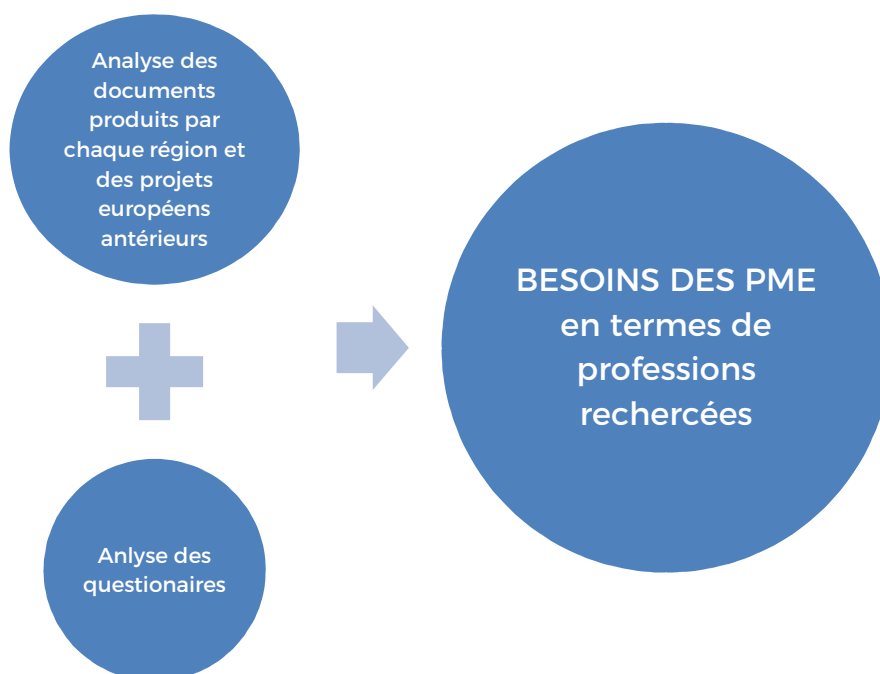 Analyse des
documents
produits par
chaque région et
des projets
européens
antérieurs
Anlyse des
questionaires
BESOINS DES PME
en termes de
professions
rechercées